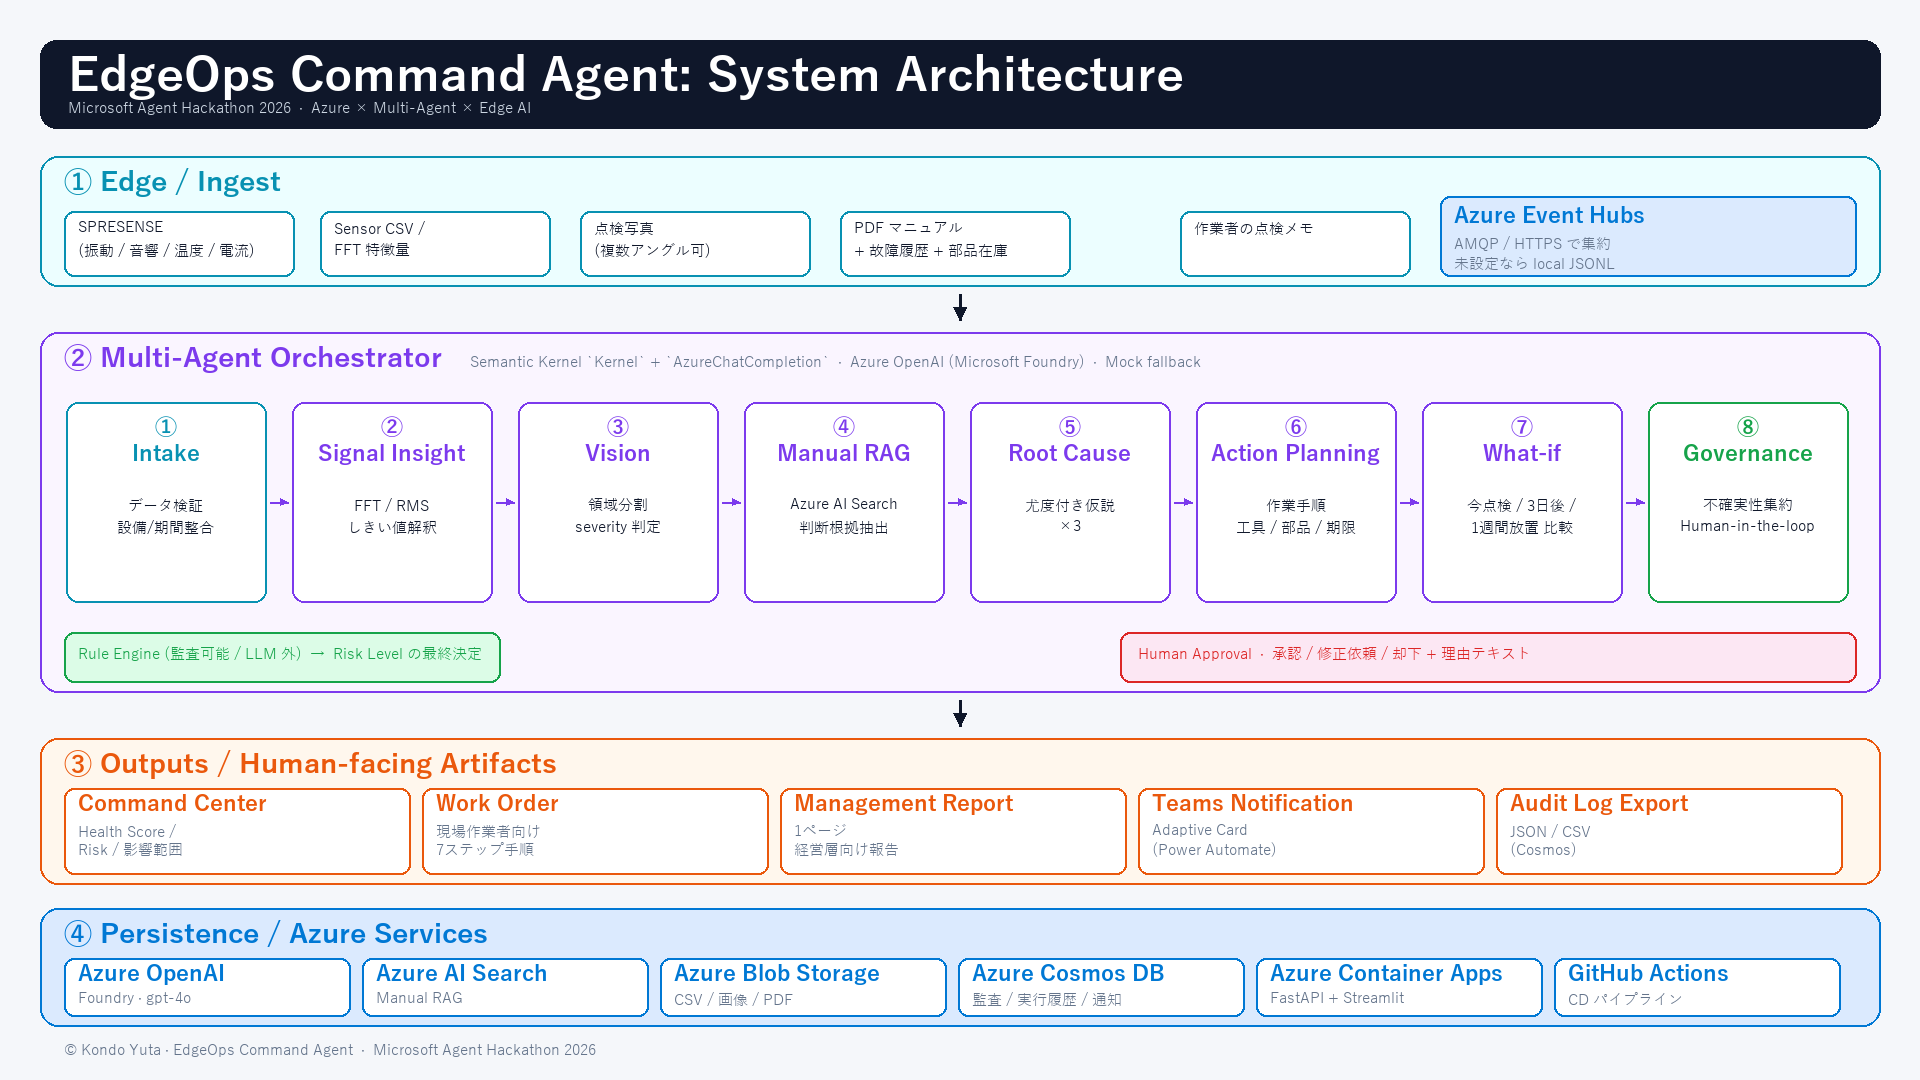 EdgeOps Command Agent: System Architecture
Microsoft Agent Hackathon 2026 · Azure × Multi-Agent × Edge AI
① Edge / Ingest
SPRESENSE
(振動 / 音響 / 温度 / 電流)
Sensor CSV /
FFT 特徴量
点検写真
(複数アングル可)
PDF マニュアル
+ 故障履歴 + 部品在庫
作業者の点検メモ
Azure Event Hubs
AMQP / HTTPS で集約
未設定なら local JSONL
② Multi-Agent Orchestrator
Semantic Kernel `Kernel` + `AzureChatCompletion` · Azure OpenAI (Microsoft Foundry) · Mock fallback
①
Intake
データ検証
設備/期間整合
②
Signal Insight
FFT / RMS
しきい値解釈
③
Vision
領域分割
severity 判定
④
Manual RAG
Azure AI Search
判断根拠抽出
⑤
Root Cause
尤度付き仮説
×3
⑥
Action Planning
作業手順
工具 / 部品 / 期限
⑦
What-if
今点検 / 3日後 /
1週間放置 比較
⑧
Governance
不確実性集約
Human-in-the-loop
Rule Engine (監査可能 / LLM 外) → Risk Level の最終決定
Human Approval · 承認 / 修正依頼 / 却下 + 理由テキスト
③ Outputs / Human-facing Artifacts
Command Center
Health Score /
Risk / 影響範囲
Work Order
現場作業者向け
7ステップ手順
Management Report
1ページ
経営層向け報告
Teams Notification
Adaptive Card
(Power Automate)
Audit Log Export
JSON / CSV
(Cosmos)
④ Persistence / Azure Services
Azure OpenAI
Foundry · gpt-4o
Azure AI Search
Manual RAG
Azure Blob Storage
CSV / 画像 / PDF
Azure Cosmos DB
監査 / 実行履歴 / 通知
Azure Container Apps
FastAPI + Streamlit
GitHub Actions
CD パイプライン
© Kondo Yuta · EdgeOps Command Agent · Microsoft Agent Hackathon 2026